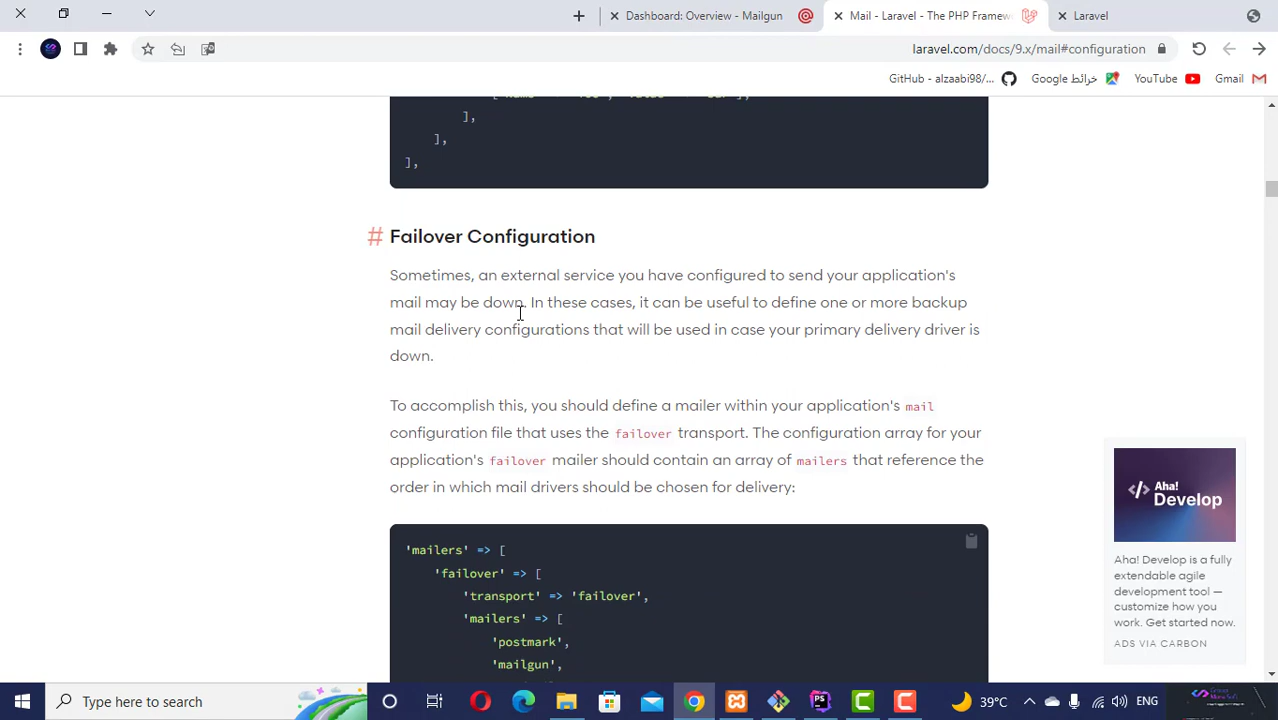 Dashboard: Overview - Mailgun
Mail - Laravel - The PHP Framew
Laravel
laravel.com/docs/9.x/mail#configuration
GitHub - alzaabi98/...
خرائط Google
YouTube
Gmail
],
],
],
# Failover Configuration
Sometimes, an external service you have configured to send your application's
mail may be down. In these cases, it can be useful to define one or more backup
mail delivery configurations that will be used in case your primary delivery driver is
down.
To accomplish this, you should define a mailer within your application's mail
configuration file that uses the failover transport. The configuration array for your
application's failover mailer should contain an array of mailers that reference the
order in which mail drivers should be chosen for delivery:
'mailers' => [
'failover' => [
'transport' => 'failover',
'mailers' => [
'postmark',
'mailgun',
</> Aha!
Develop
Aha! Develop is a fully
extendable agile
development tool —
customize how you
work. Get started now.
ADS VIA CARBON
Type here to search
39°C
ENG